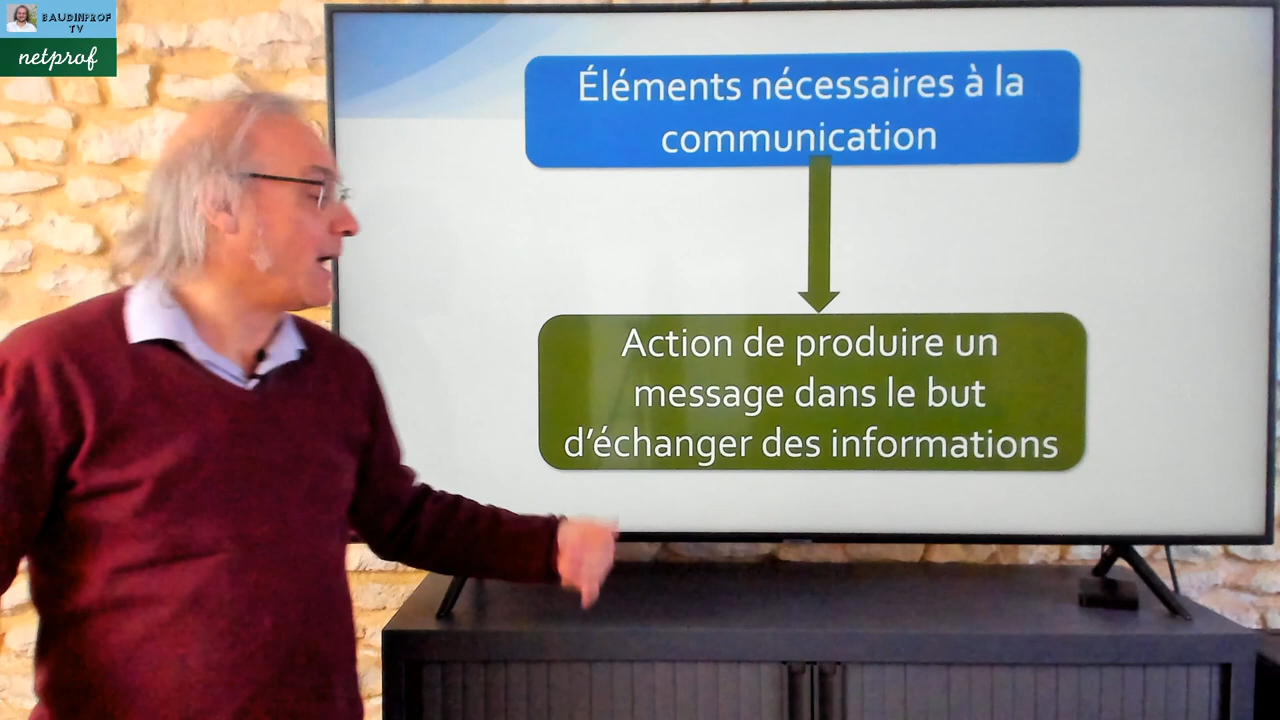 BAUDINPROF
TV
netprof
Éléments nécessaires à la
communication
Action de produire un
message dans le but
d'échanger des informations